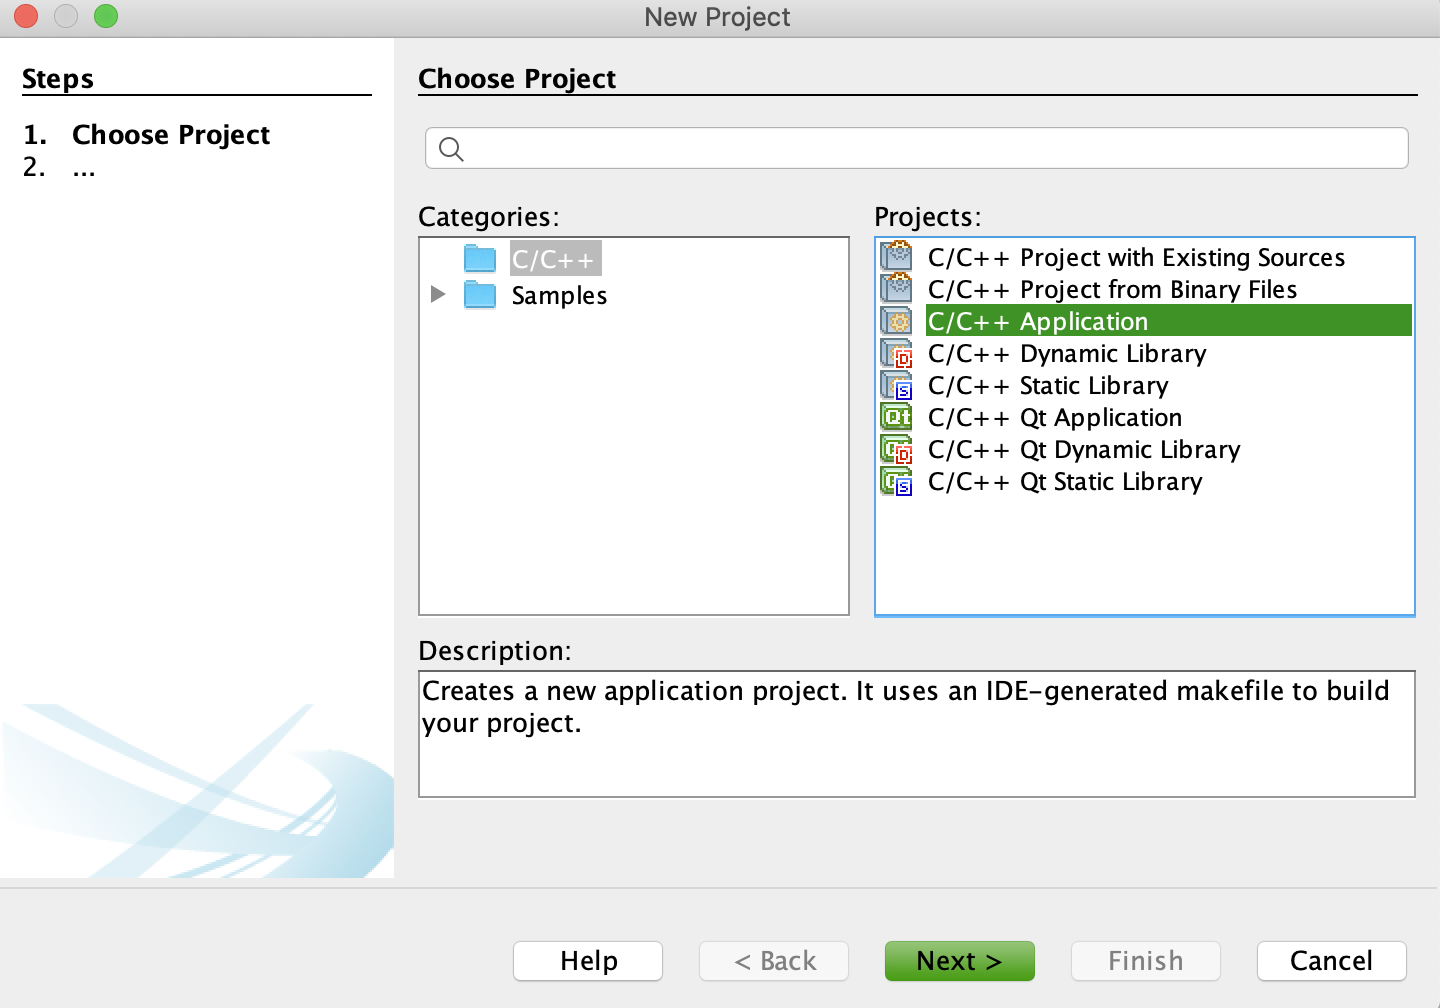 New Project
Steps
1. Choose Project
2. ...
Choose Project
Categories:
C/C++
Samples
Projects:
C/C++ Project with Existing Sources
C/C++ Project from Binary Files
C/C++ Application
C/C++ Dynamic Library
C/C++ Static Library
C/C++ Qt Application
C/C++ Qt Dynamic Library
C/C++ Qt Static Library
Description:
Creates a new application project. It uses an IDE-generated makefile to build
your project.
Help
< Back
Next >
Finish
Cancel